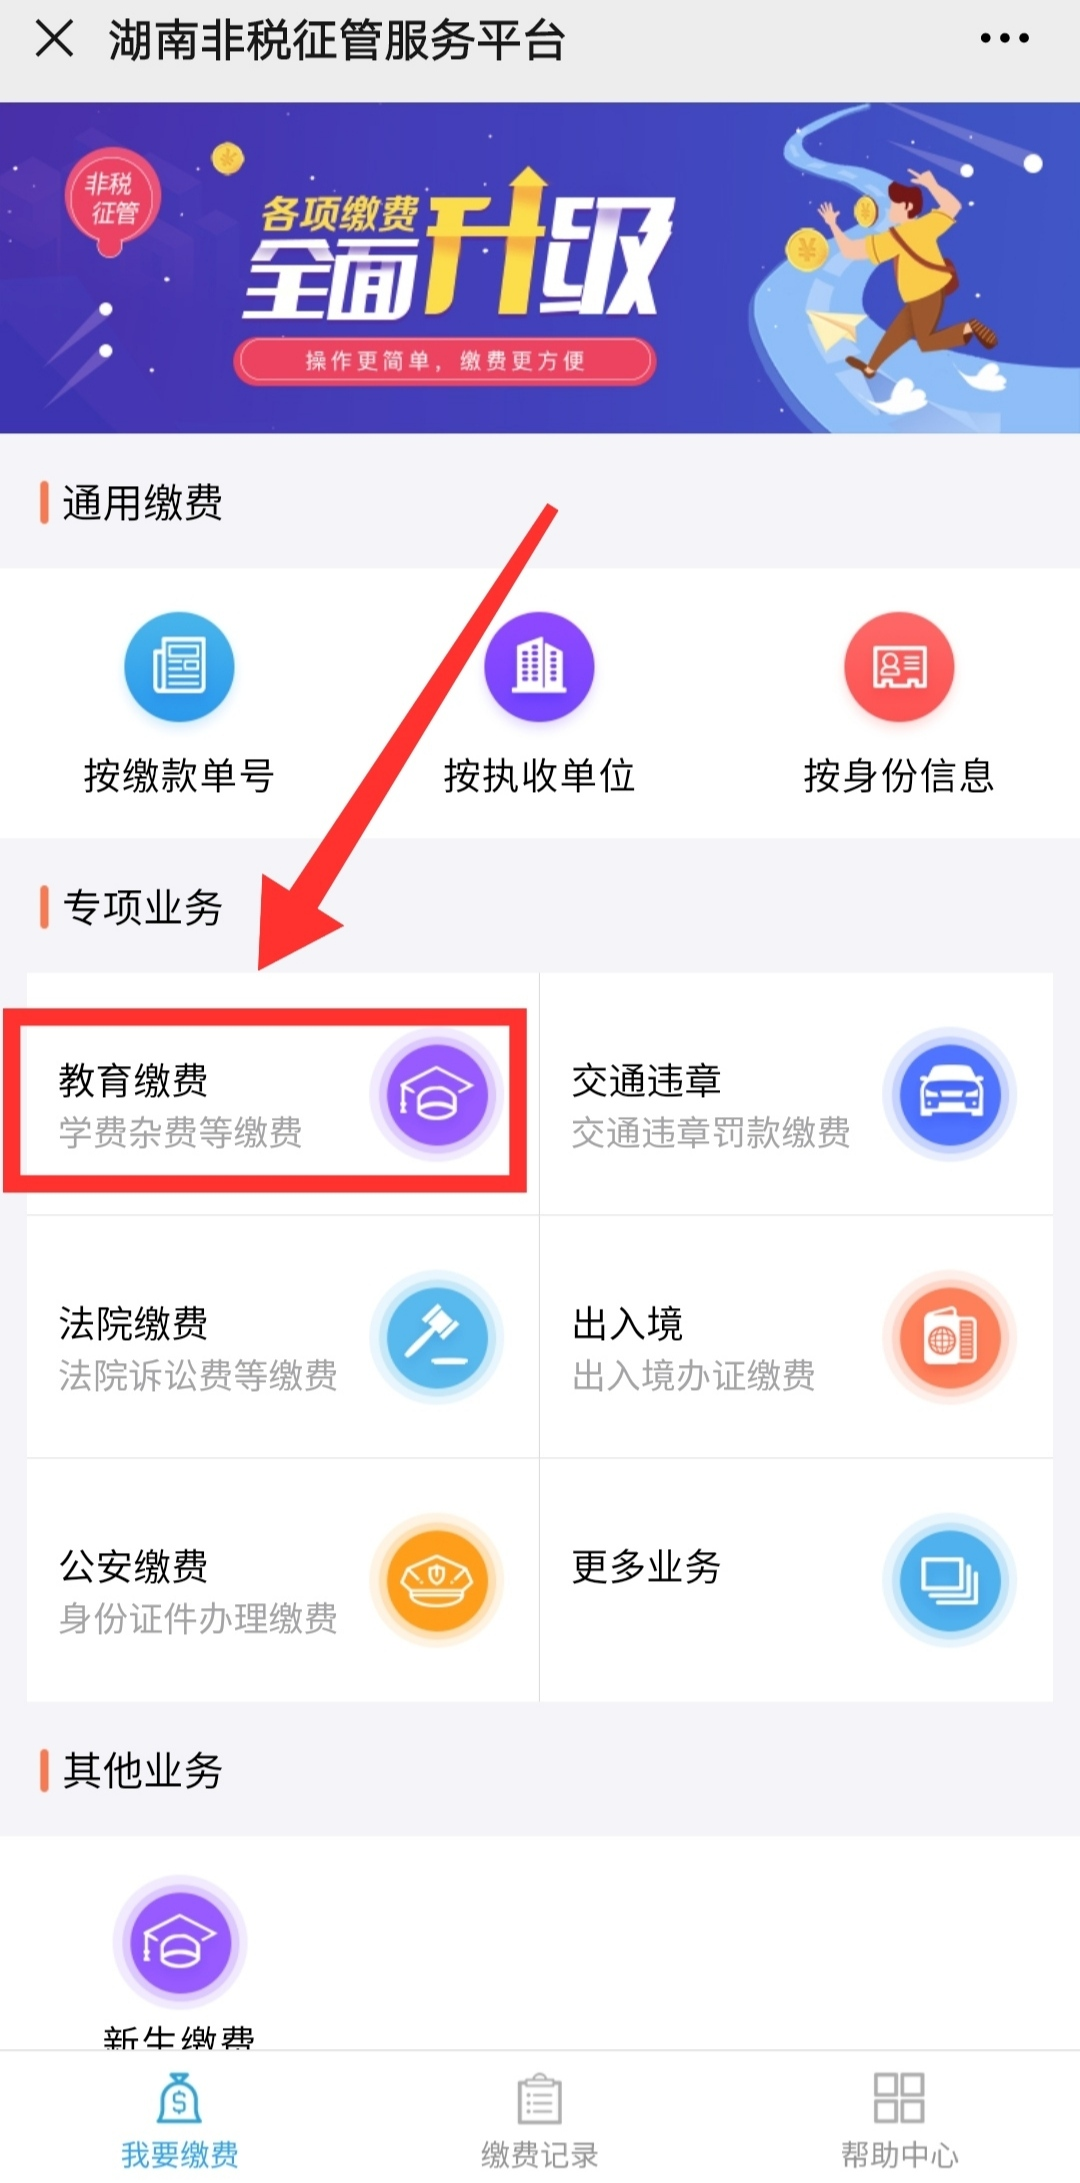 湖南非税征管服务平台
非税
征管
各项缴费
全面升级
操作更简单，缴费更方便
通用缴费
按缴款单号
按执收单位
按身份信息
专项业务
教育缴费
学费杂费等缴费
交通违章
交通违章罚款缴费
法院缴费
法院诉讼费等缴费
出入境
出入境办证缴费
公安缴费
身份证件办理缴费
更多业务
其他业务
新生缴费
我要缴费
缴费记录
帮助中心